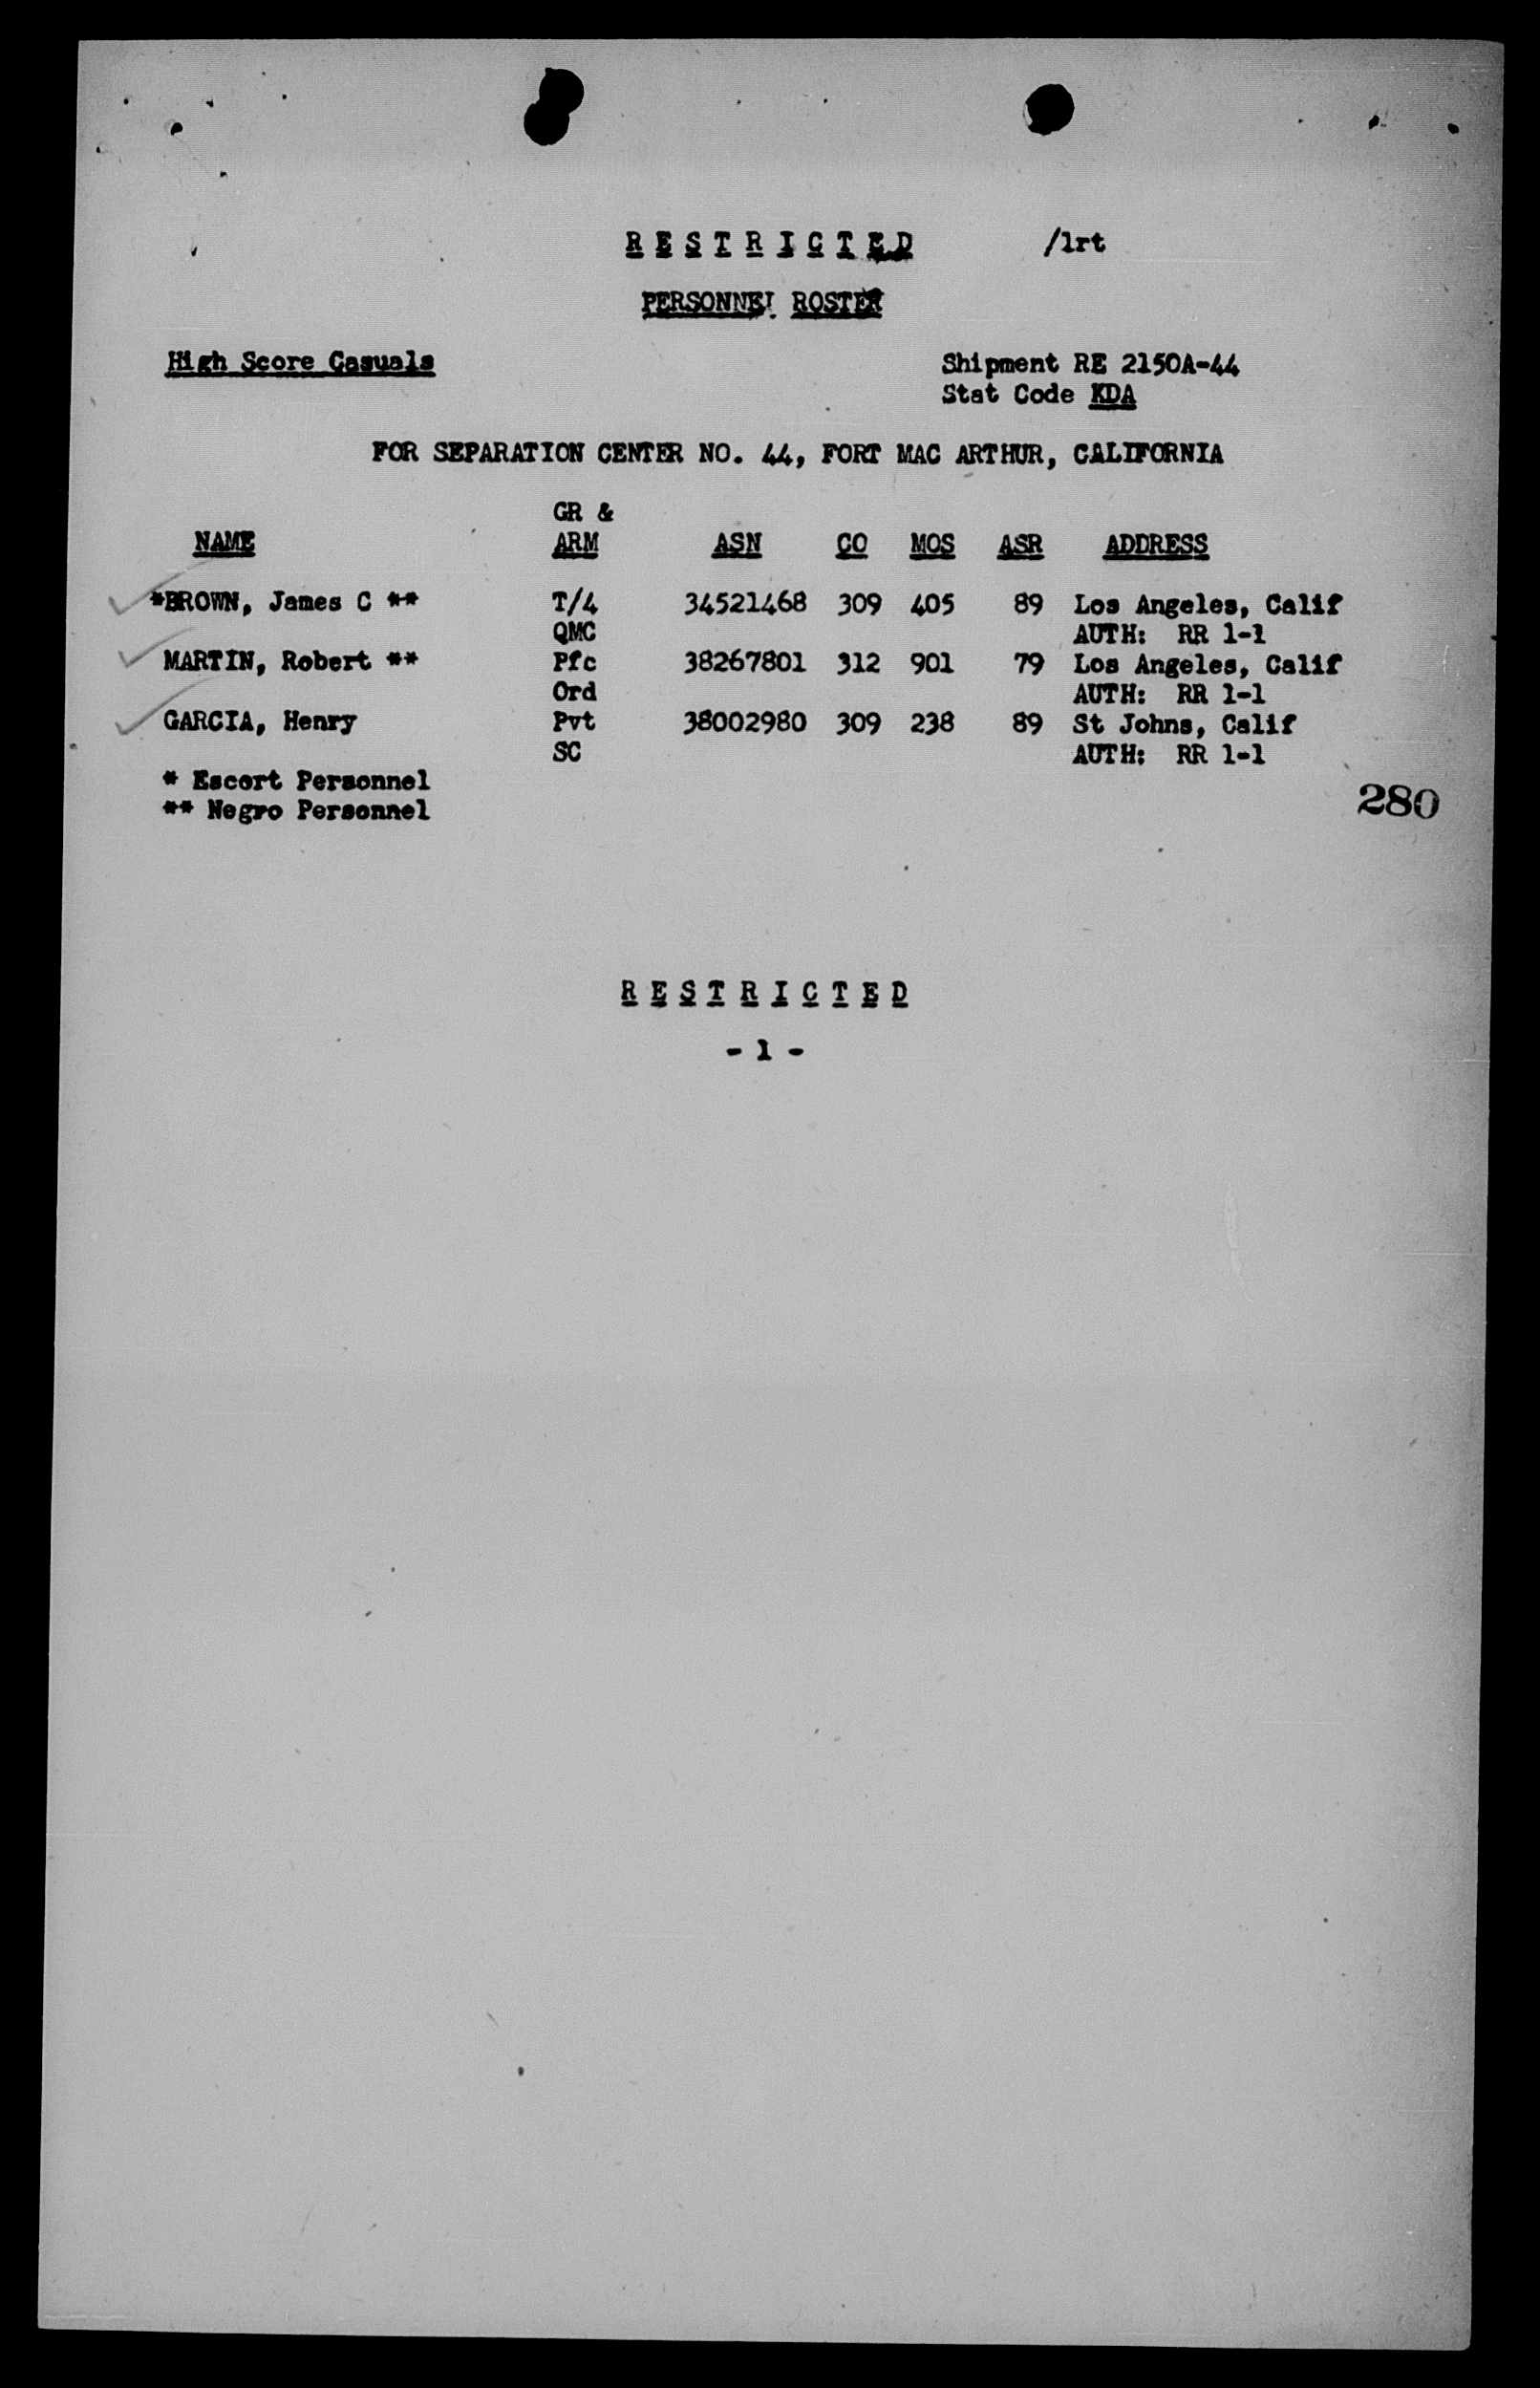 RESTRICTED /lrt
PERSONNEL ROSTER
High Score Casuals Shipment RE 2150A-44
Stat Code KDA
FOR SEPARATION CENTER NO. 44, FORT MAC ARTHUR, CALIFORNIA
GR &
NAME ARM ASN CO MOS ASR ADDRESS
*BROWN, James C ** T/4 34521468 309 405 89 Los Angeles, Calif
QMC AUTH: RR 1-1
MARTIN, Robert ** Pfc 38267801 312 901 79 Los Angeles, Calif
Ord AUTH: RR 1-1
GARCIA, Henry Pvt 38002980 309 238 89 St Johns, Calif
SC AUTH: RR 1-1
* Escort Personnel
** Negro Personnel 280
RESTRICTED
- 1 -